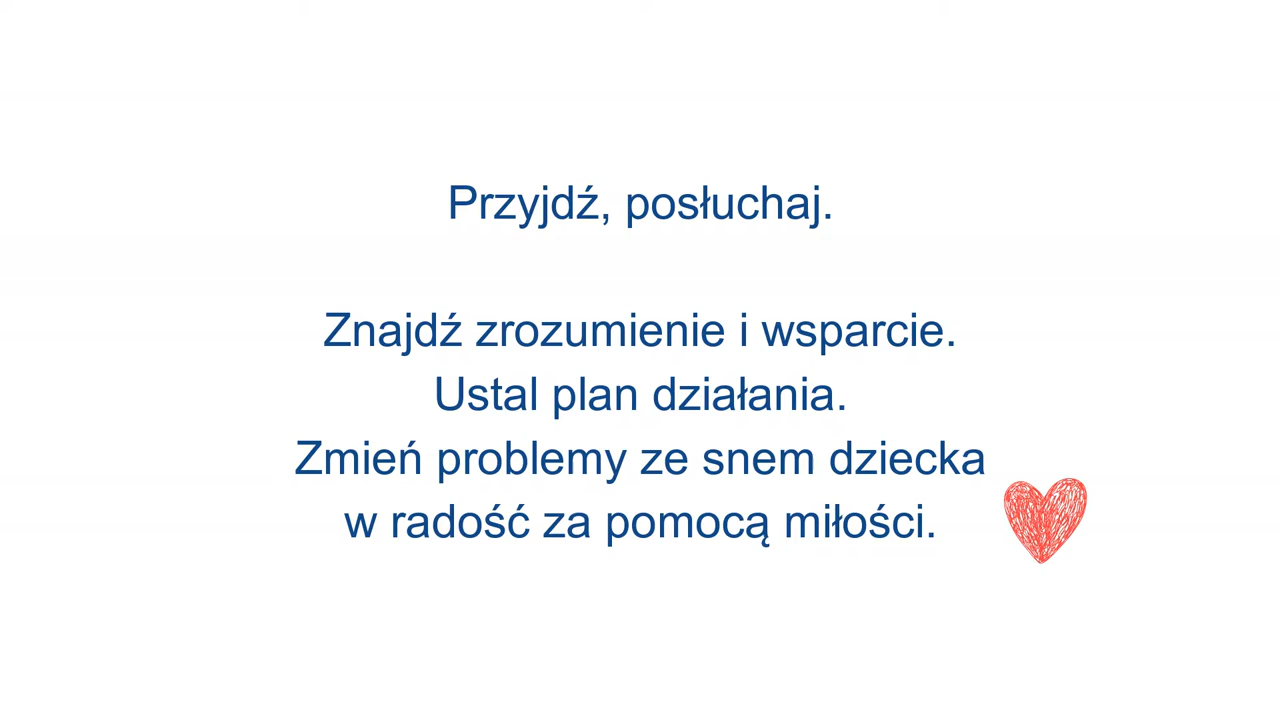 Przyjdź, posłuchaj.
Znajdź zrozumienie i wsparcie.
Ustal plan działania.
Zmień problemy ze snem dziecka
w radość za pomocą miłości.